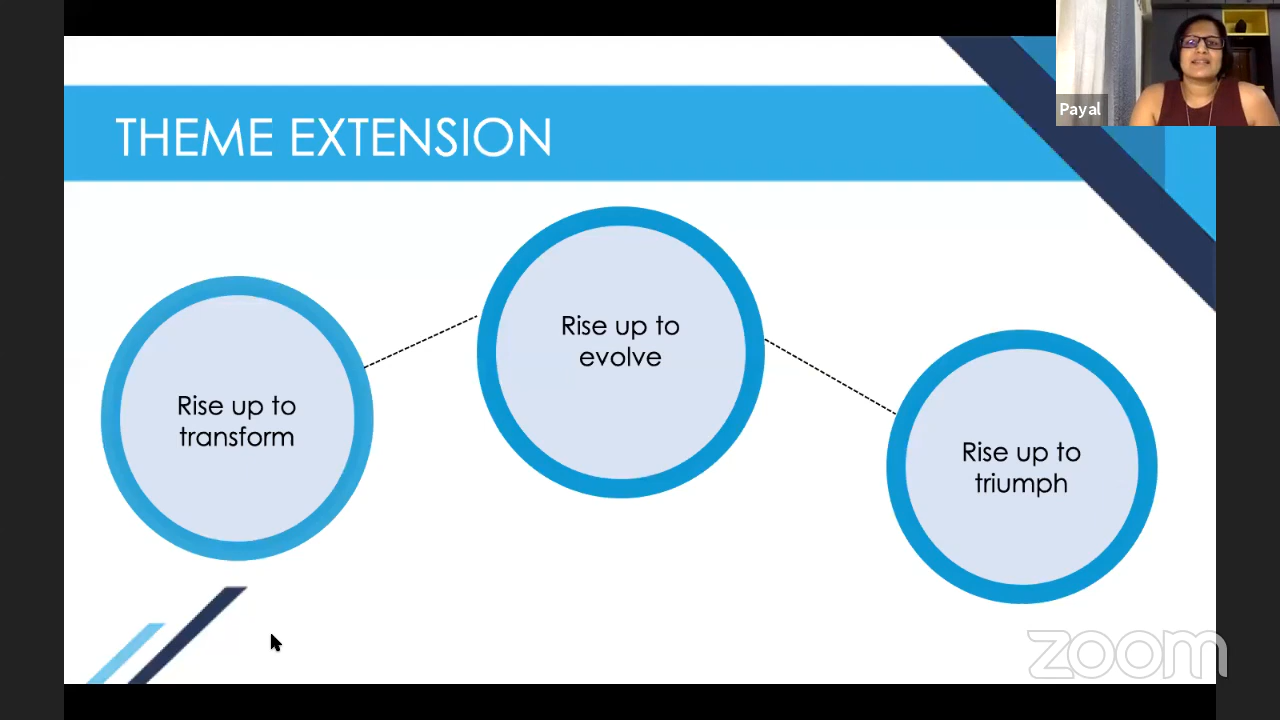 THEME EXTENSION
Payal
Rise up to
transform
Rise up to
evolve
Rise up to
triumph
zoom